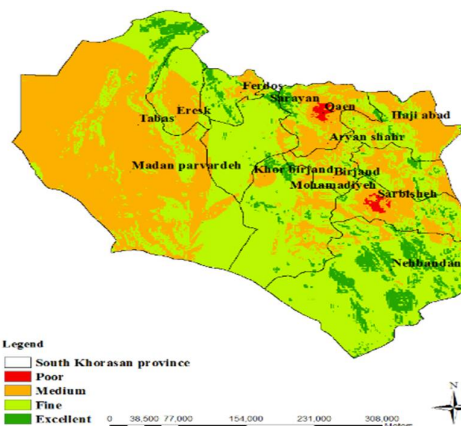 Ferdos
Sarayan
Qaen
Eresk
Tabas
Haji abad
Aryan shahr
Madan parvardeh
Khor birjand
Birjand
Mohamadiyeh
Sarbisheh
Nehbandan
Legend
South Khorasan province
Poor
Medium
Fine
Excellent
N
0 38,500 77,000 154,000 231,000 308,000
Meters